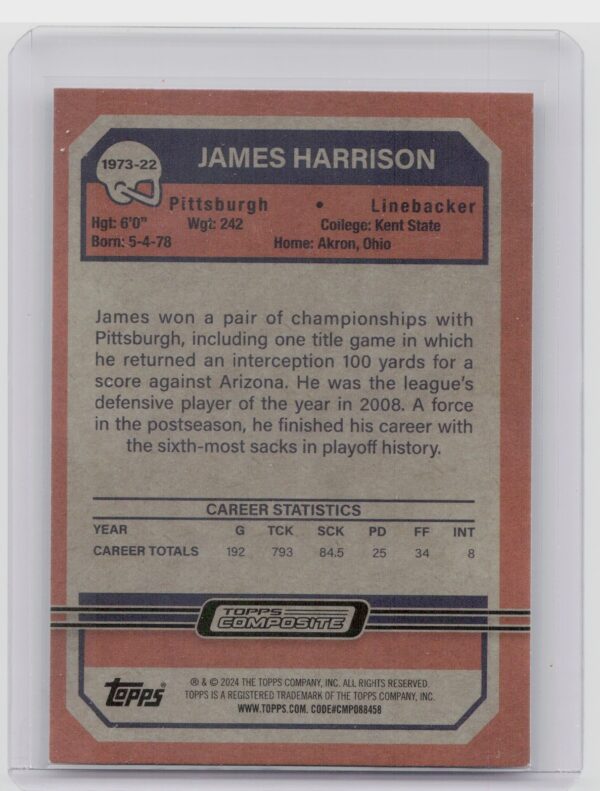 1973-22
JAMES HARRISON
Pittsburgh • Linebacker
Hgt: 6'0" Wgt: 242 College: Kent State
Born: 5-4-78 Home: Akron, Ohio
James won a pair of championships with
Pittsburgh, including one title game in which
he returned an interception 100 yards for a
score against Arizona. He was the league's
defensive player of the year in 2008. A force
in the postseason, he finished his career with
the sixth-most sacks in playoff history.
CAREER STATISTICS
YEAR G TCK SCK PD FF INT
CAREER TOTALS 192 793 84.5 25 34 8
TOPPS
COMPOSITE
Topps
® & © 2024 THE TOPPS COMPANY, INC. ALL RIGHTS RESERVED.
TOPPS IS A REGISTERED TRADEMARK OF THE TOPPS COMPANY, INC.
WWW.TOPPS.COM. CODE#CMP088458